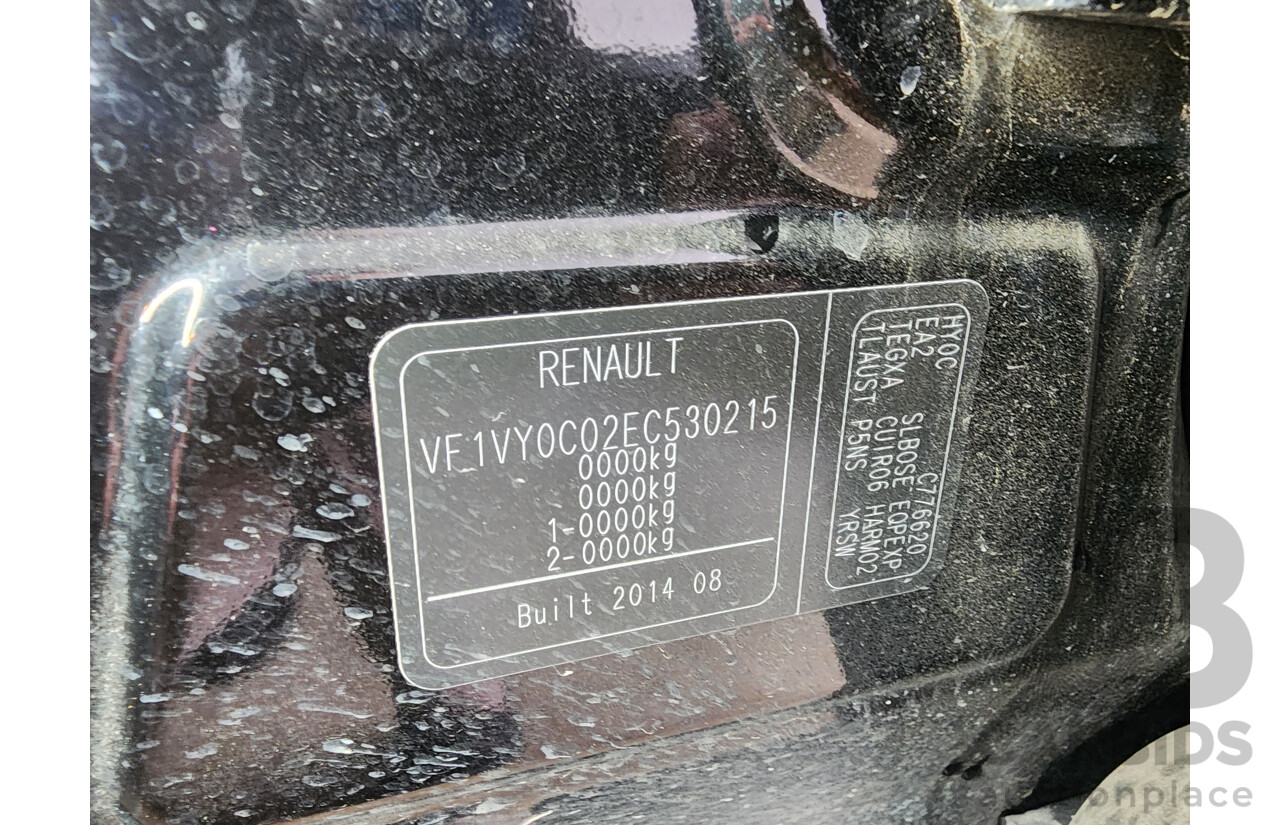 RENAULT
VF1VY0C02EC530215
0000kg
0000kg
1-0000kg
2-0000kg
Built 2014 08
HY0C C776620
EA2 SLBOSE EQPEXP
TEGXA CUIR06 HARM02
TLAUST P5NS YRSW